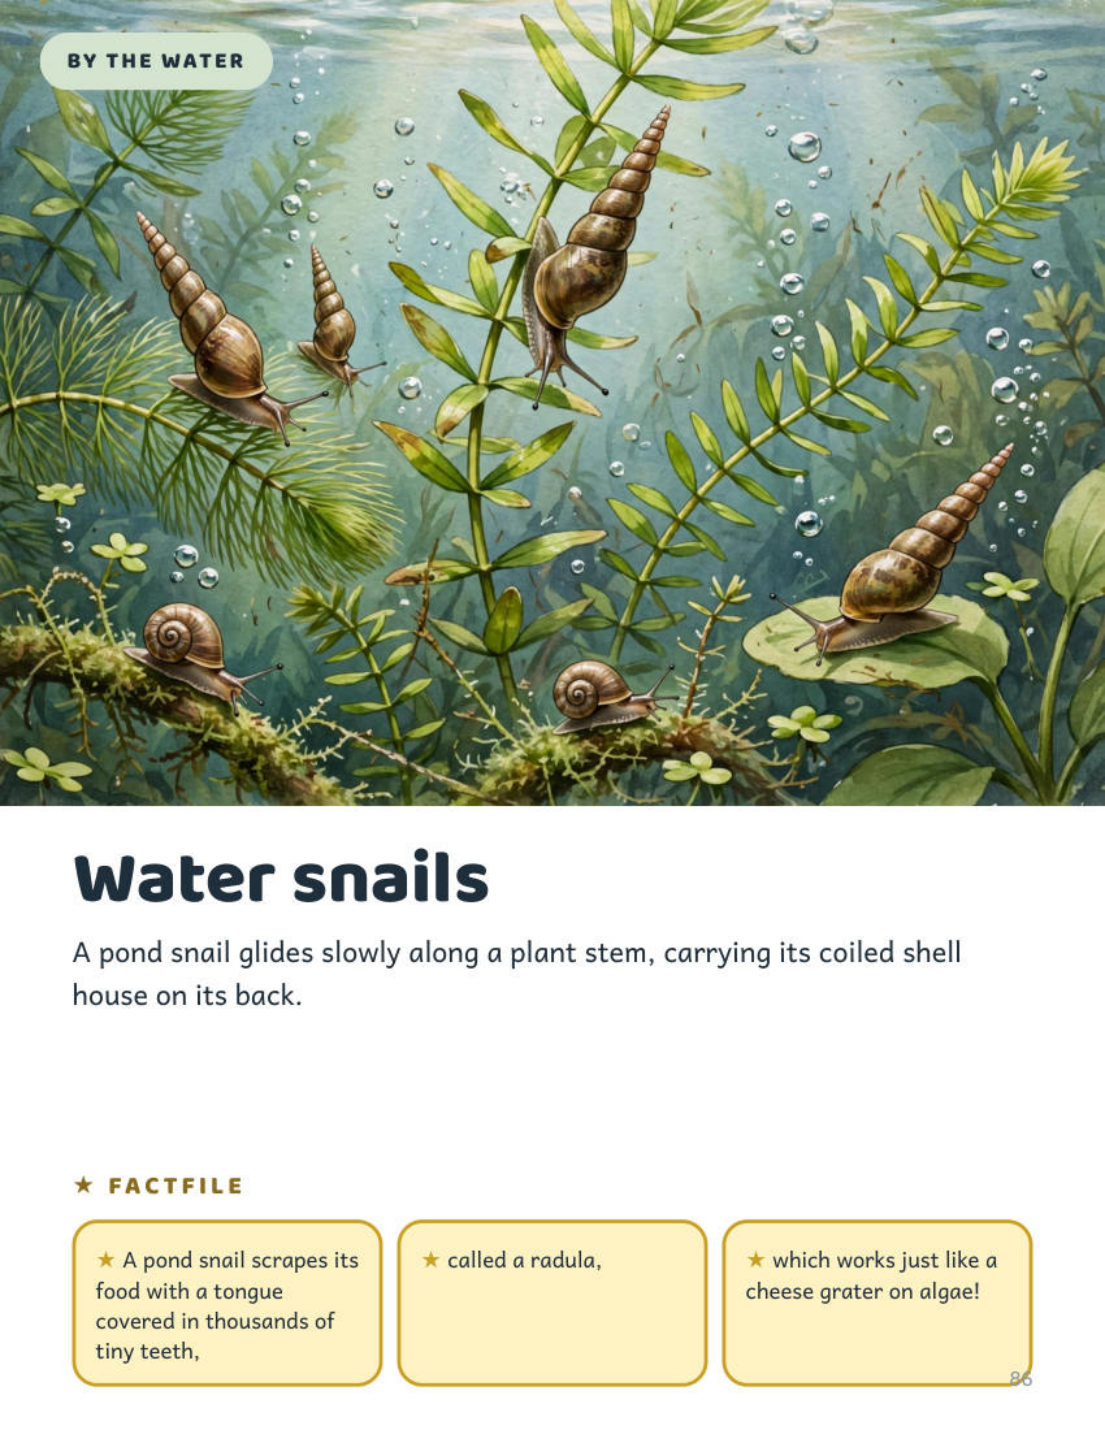 BY THE WATER
Water snails
A pond snail glides slowly along a plant stem, carrying its coiled shell
house on its back.
★ FACTFILE
★ A pond snail scrapes its
food with a tongue
covered in thousands of
tiny teeth,
★ called a radula,
★ which works just like a
cheese grater on algae!
86